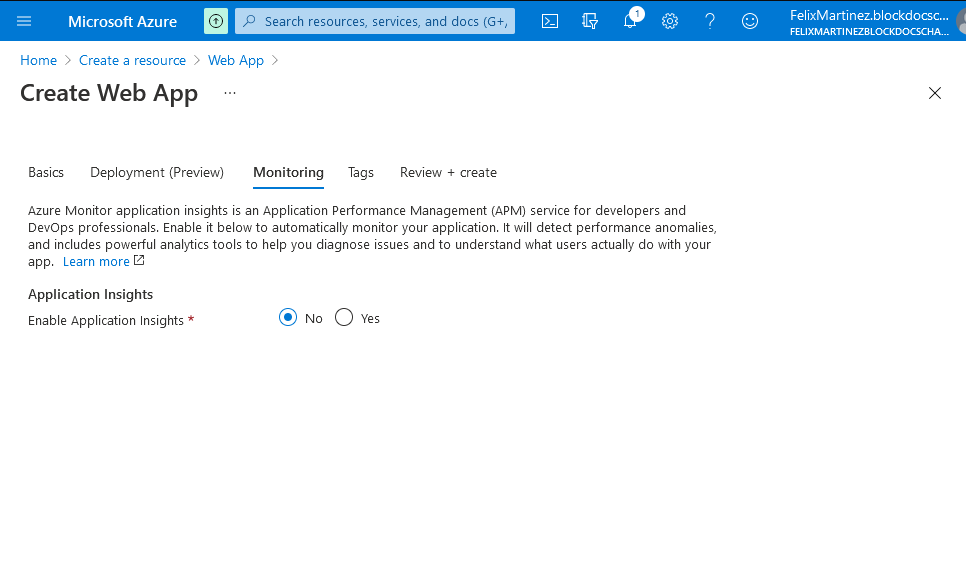 Microsoft Azure
Search resources, services, and docs (G+/
1
FelixMartinez.blockdocsc...
FELIXMARTINEZBLOCKDOCSCHA...
Home > Create a resource > Web App >
Create Web App ...
Basics Deployment (Preview) Monitoring Tags Review + create
Azure Monitor application insights is an Application Performance Management (APM) service for developers and
DevOps professionals. Enable it below to automatically monitor your application. It will detect performance anomalies,
and includes powerful analytics tools to help you diagnose issues and to understand what users actually do with your
app. Learn more
Application Insights
Enable Application Insights * No Yes